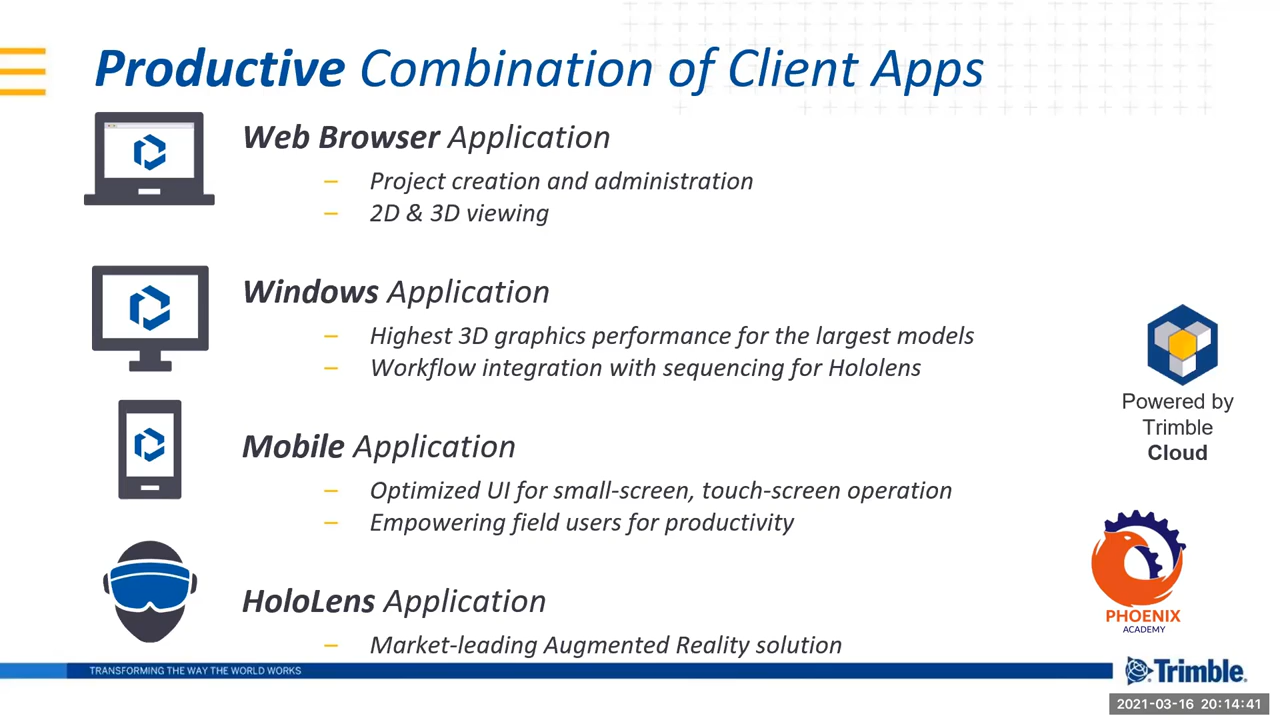 Productive Combination of Client Apps
Web Browser Application
– Project creation and administration
– 2D & 3D viewing
Windows Application
– Highest 3D graphics performance for the largest models
– Workflow integration with sequencing for Hololens
Mobile Application
– Optimized UI for small-screen, touch-screen operation
– Empowering field users for productivity
HoloLens Application
– Market-leading Augmented Reality solution
Powered by
Trimble
Cloud
PHOENIX
ACADEMY
TRANSFORMING THE WAY THE WORLD WORKS
Trimble®
2021-03-16 20:14:41